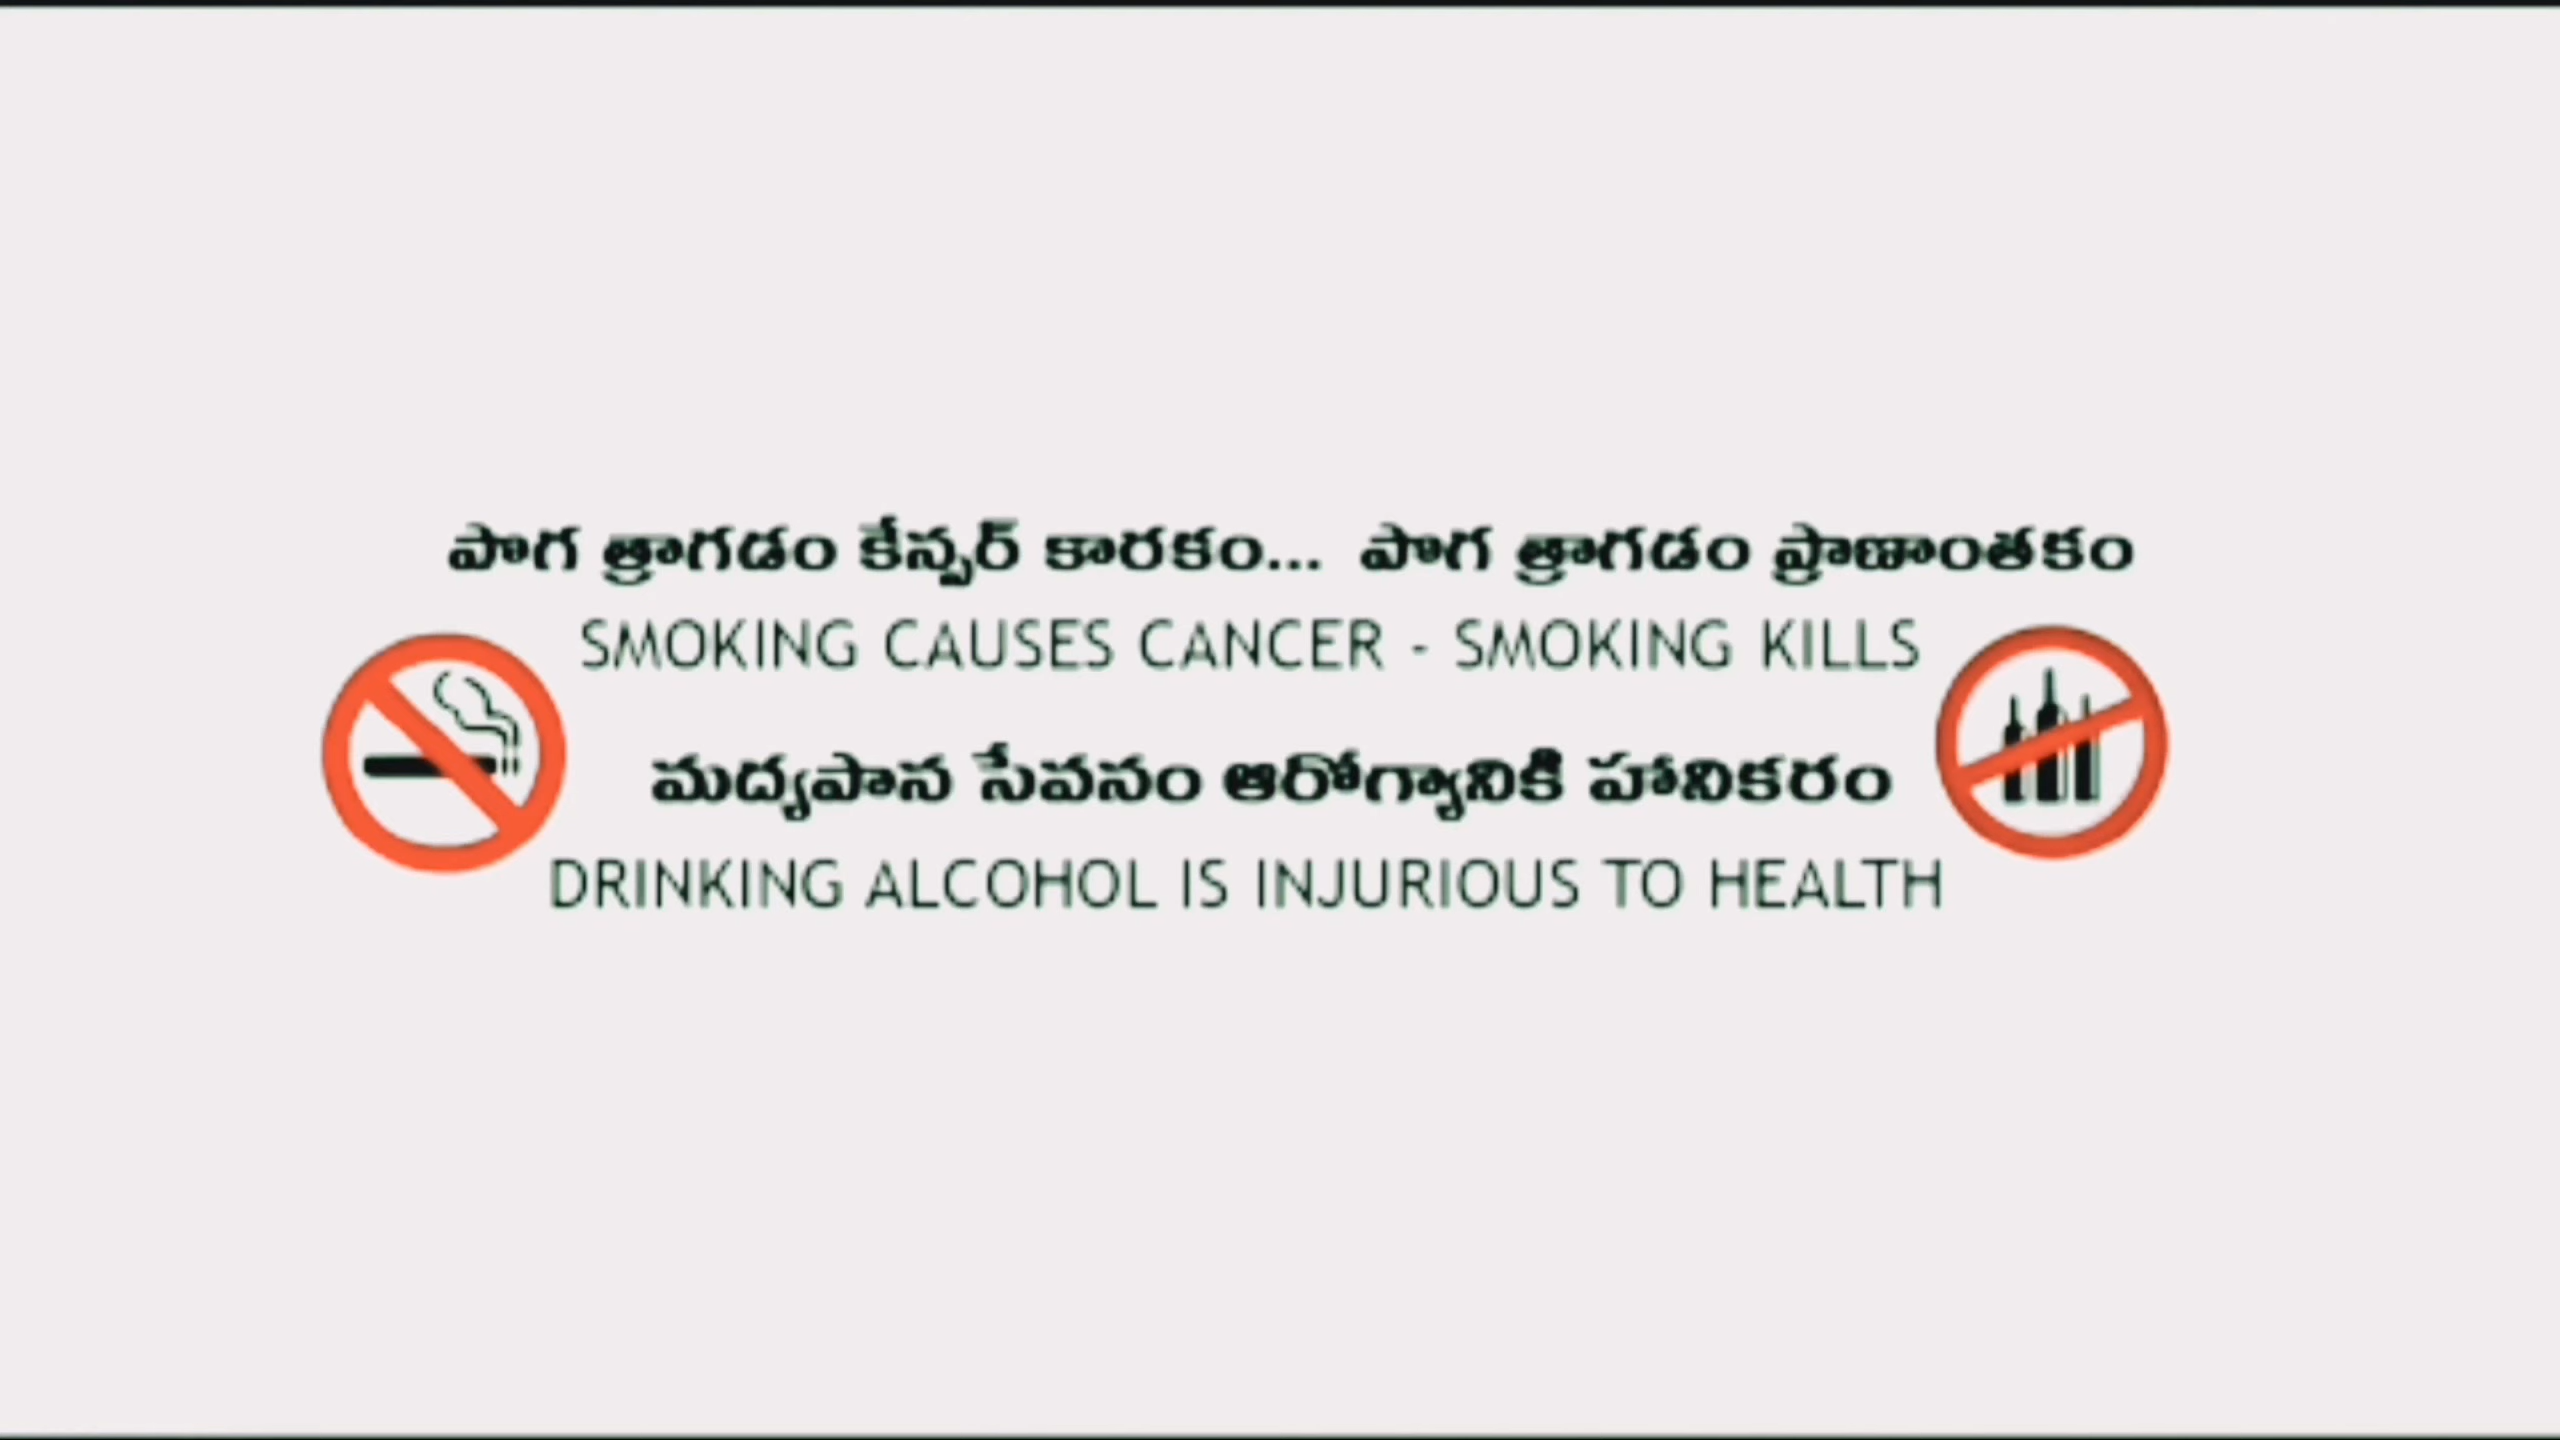 పొగ త్రాగడం కేన్సర్ కారకం... పొగ త్రాగడం ప్రాణాంతకం
SMOKING CAUSES CANCER - SMOKING KILLS
మద్యపాన సేవనం ఆరోగ్యానికి హానికరం
DRINKING ALCOHOL IS INJURIOUS TO HEALTH